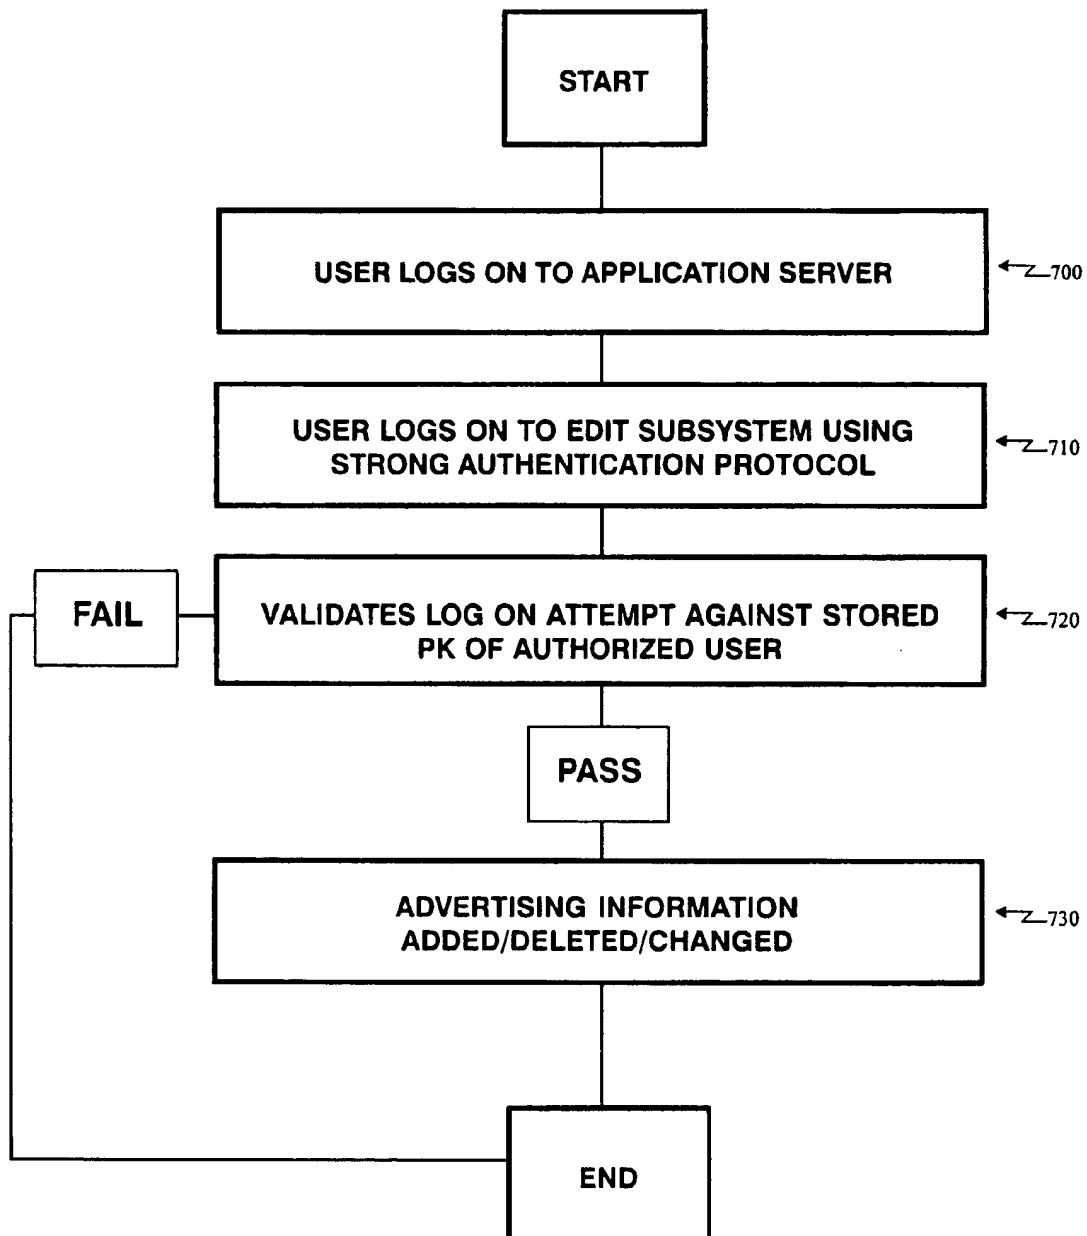 START
USER LOGS ON TO APPLICATION SERVER
700
USER LOGS ON TO EDIT SUBSYSTEM USING
STRONG AUTHENTICATION PROTOCOL
710
FAIL
VALIDATES LOG ON ATTEMPT AGAINST STORED
PK OF AUTHORIZED USER
720
PASS
ADVERTISING INFORMATION
ADDED/DELETED/CHANGED
730
END